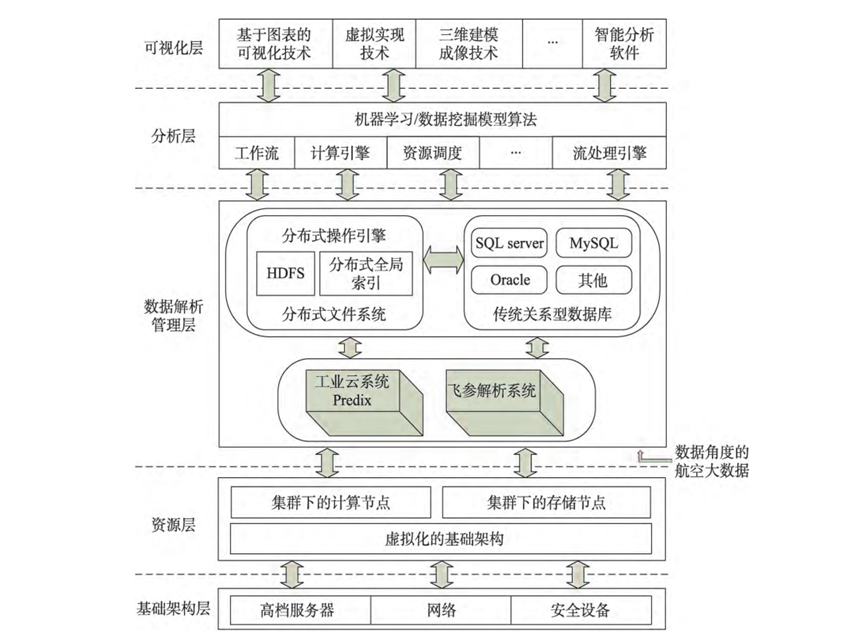 可视化层
基于图表的
可视化技术
虚拟实现
技术
三维建模
成像技术
…
智能分析
软件
分析层
机器学习/数据挖掘模型算法
工作流
计算引擎
资源调度
…
流处理引擎
数据解析
管理层
分布式操作引擎
HDFS
分布式全局
索引
分布式文件系统
SQL server
MySQL
Oracle
其他
传统关系型数据库
工业云系统
Predix
飞参解析系统
数据角度的
航空大数据
资源层
集群下的计算节点
集群下的存储节点
虚拟化的基础架构
基础架构层
高档服务器
网络
安全设备